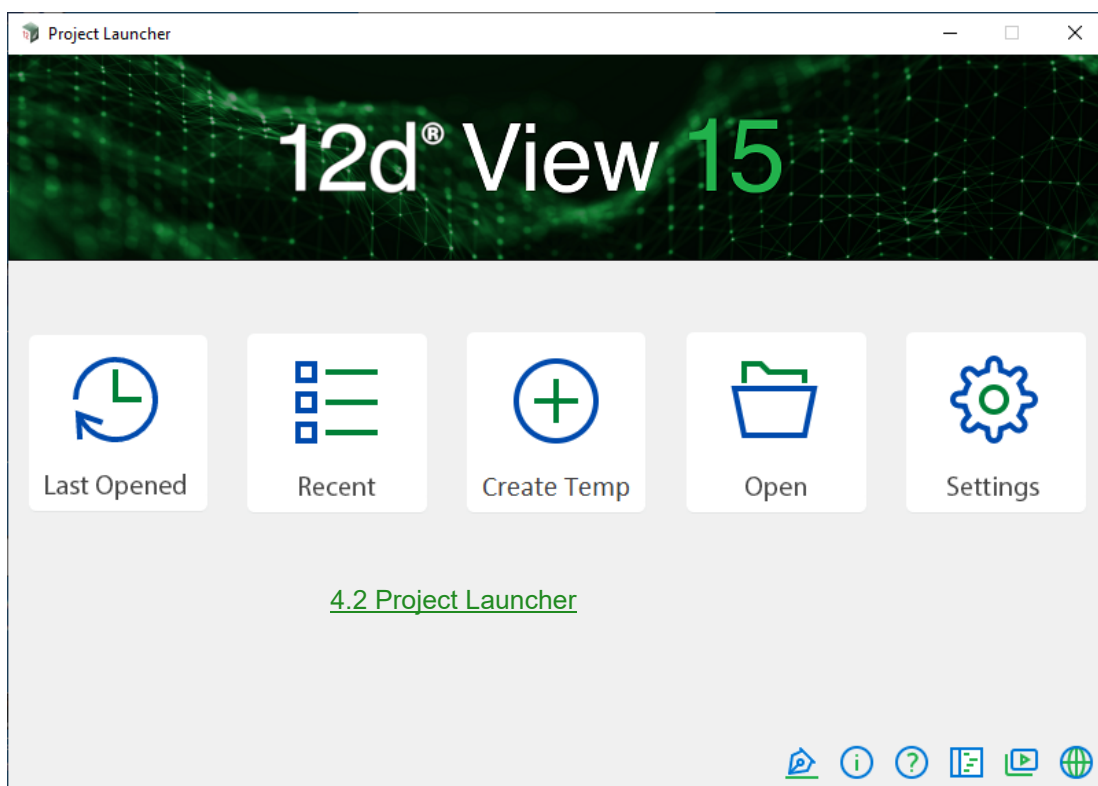 Project Launcher
12d® View 15
Last Opened
Recent
Create Temp
Open
Settings
4.2 Project Launcher